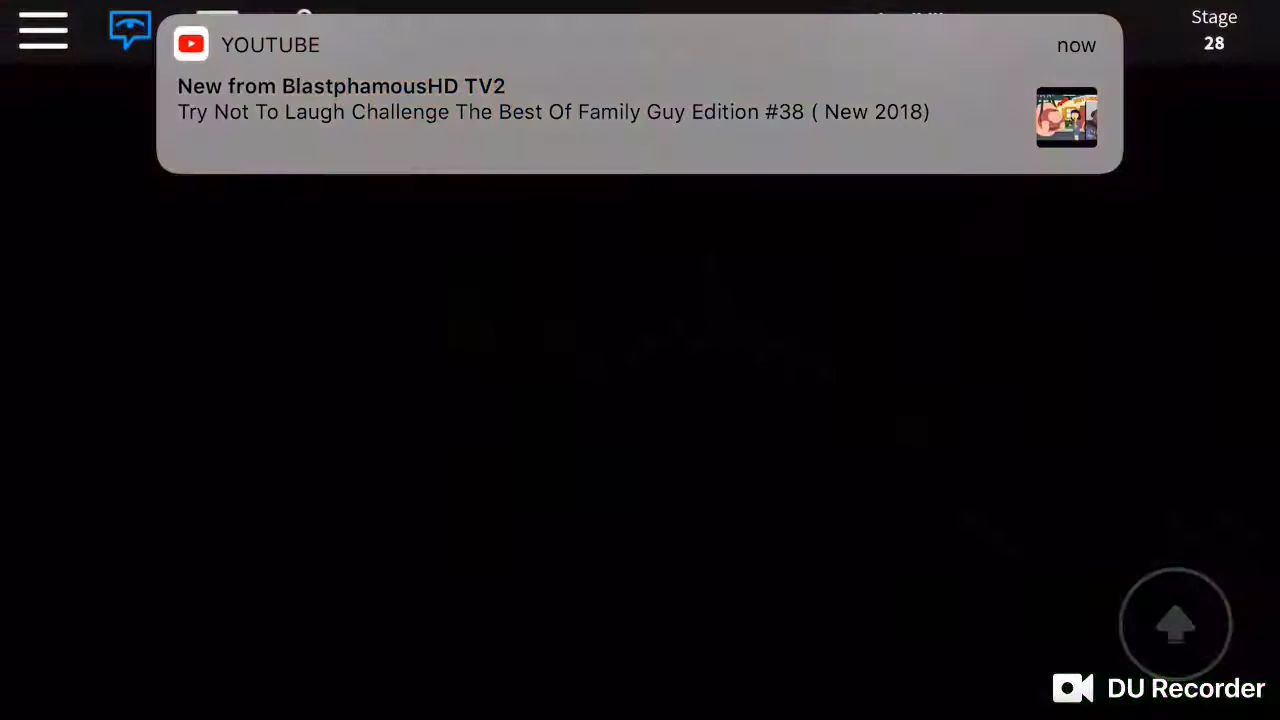 Stage
28
YOUTUBE
now
New from BlastphamousHD TV2
Try Not To Laugh Challenge The Best Of Family Guy Edition #38 ( New 2018)
DU Recorder